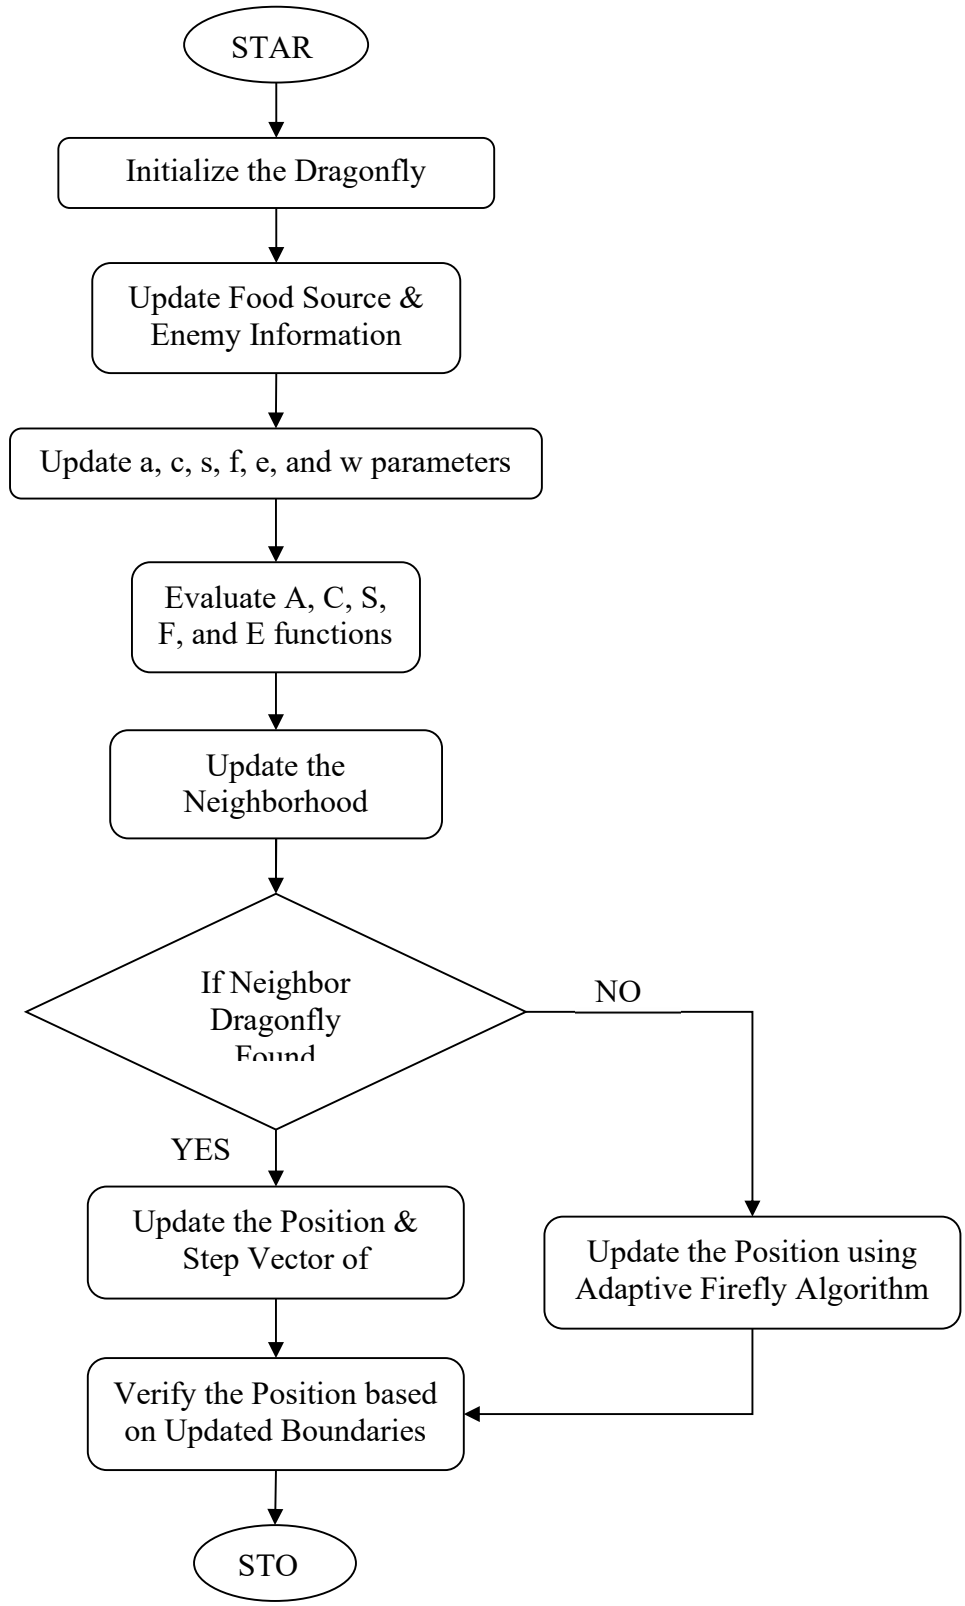 STAR
Initialize the Dragonfly
Update Food Source &
Enemy Information
Update a, c, s, f, e, and w parameters
Evaluate A, C, S,
F, and E functions
Update the
Neighborhood
If Neighbor
Dragonfly
Found
NO
YES
Update the Position &
Step Vector of
Update the Position using
Adaptive Firefly Algorithm
Verify the Position based
on Updated Boundaries
STO